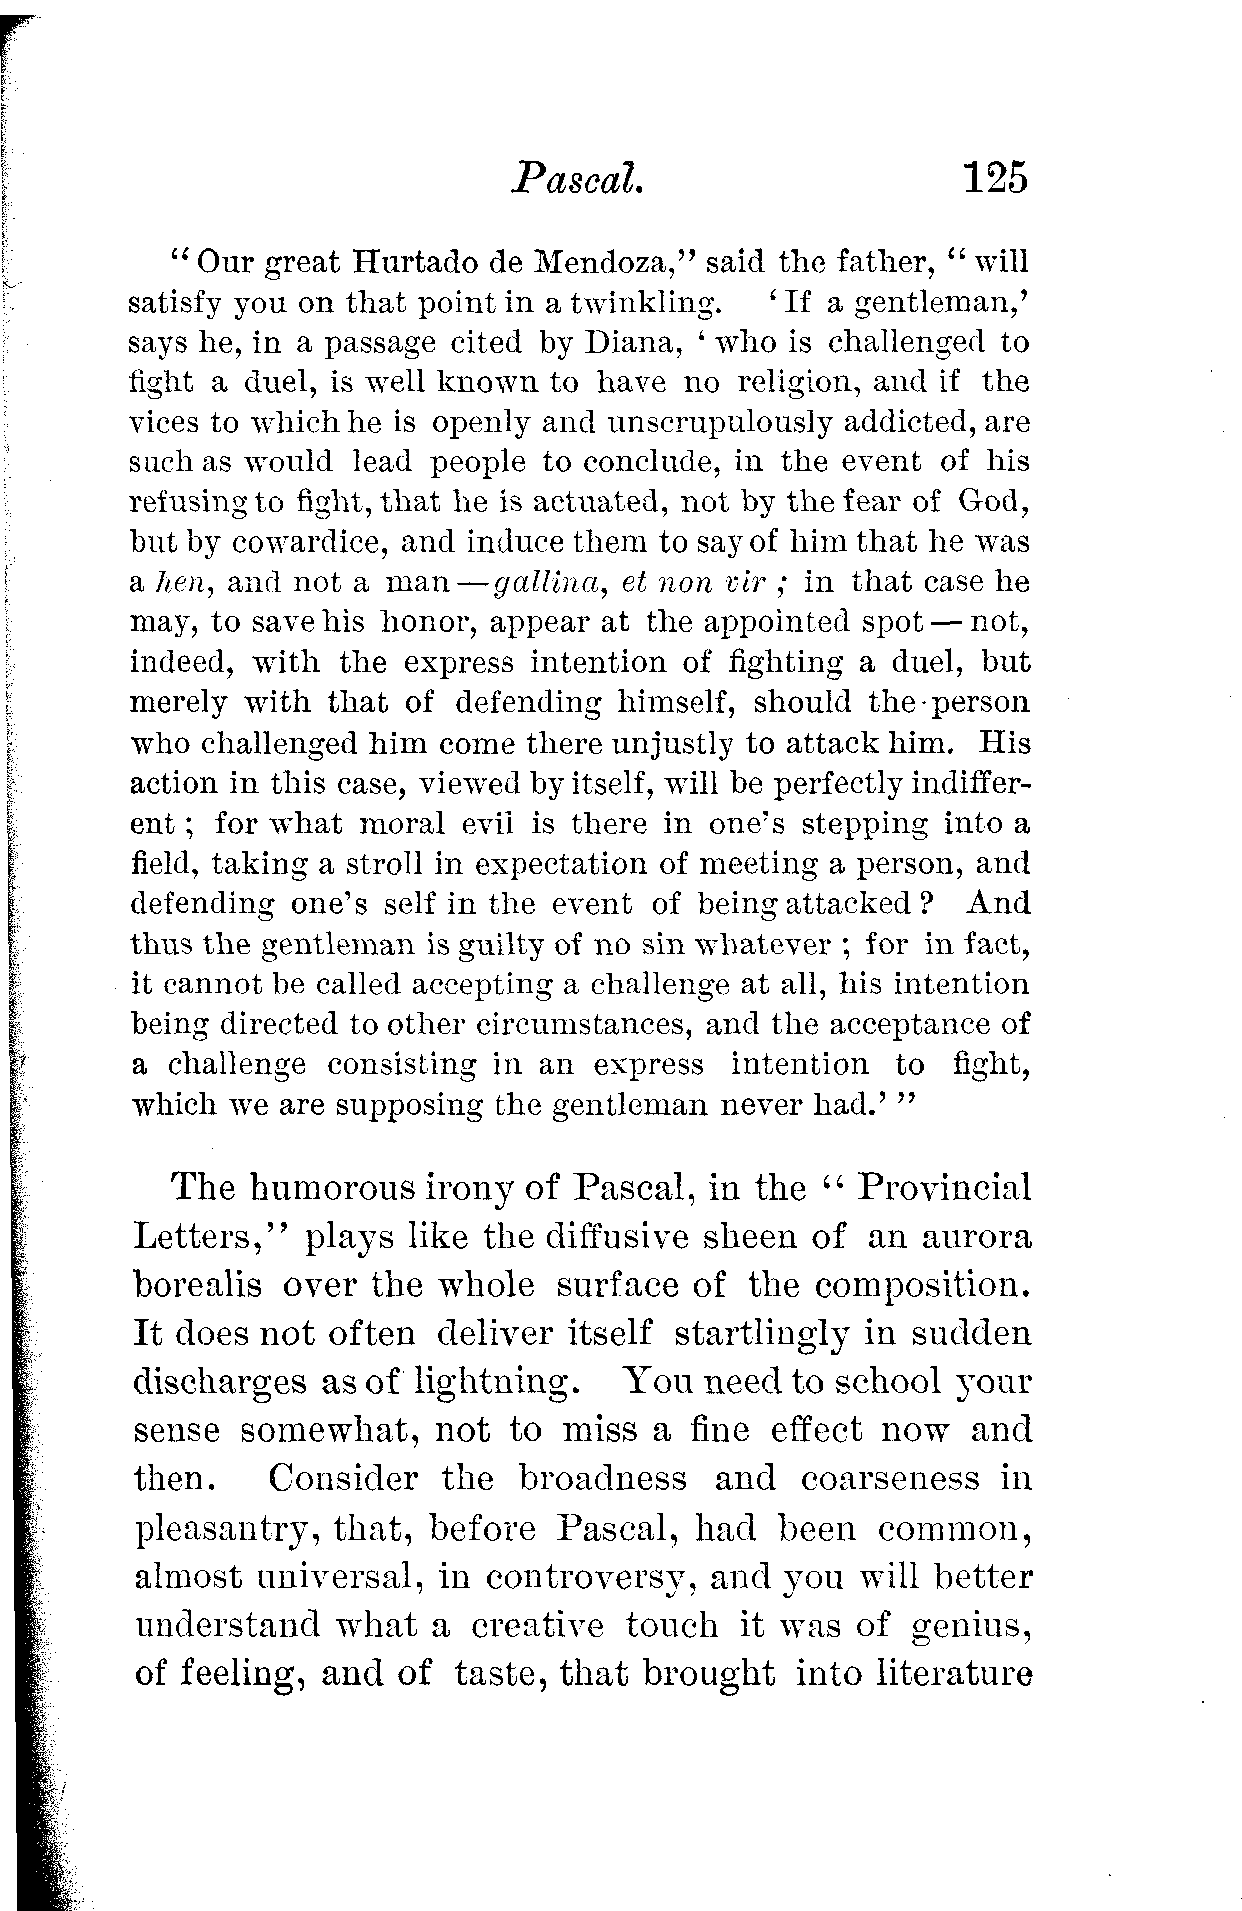 Pascal. 125
“Our great Hurtado de Mendoza,” said the father, “will
satisfy you on that point in a twinkling. ‘If a gentleman,’
says he, in a passage cited by Diana, ‘who is challenged to
fight a duel, is well known to have no religion, and if the
vices to which he is openly and unscrupulously addicted, are
such as would lead people to conclude, in the event of his
refusing to fight, that he is actuated, not by the fear of God,
but by cowardice, and induce them to say of him that he was
a hen, and not a man—gallina, et non vir; in that case he
may, to save his honor, appear at the appointed spot—not,
indeed, with the express intention of fighting a duel, but
merely with that of defending himself, should the person
who challenged him come there unjustly to attack him. His
action in this case, viewed by itself, will be perfectly indiffer-
ent; for what moral evil is there in one’s stepping into a
field, taking a stroll in expectation of meeting a person, and
defending one’s self in the event of being attacked? And
thus the gentleman is guilty of no sin whatever; for in fact,
it cannot be called accepting a challenge at all, his intention
being directed to other circumstances, and the acceptance of
a challenge consisting in an express intention to fight,
which we are supposing the gentleman never had.’”
The humorous irony of Pascal, in the “Provincial
Letters,” plays like the diffusive sheen of an aurora
borealis over the whole surface of the composition.
It does not often deliver itself startlingly in sudden
discharges as of lightning. You need to school your
sense somewhat, not to miss a fine effect now and
then. Consider the broadness and coarseness in
pleasantry, that, before Pascal, had been common,
almost universal, in controversy, and you will better
understand what a creative touch it was of genius,
of feeling, and of taste, that brought into literature